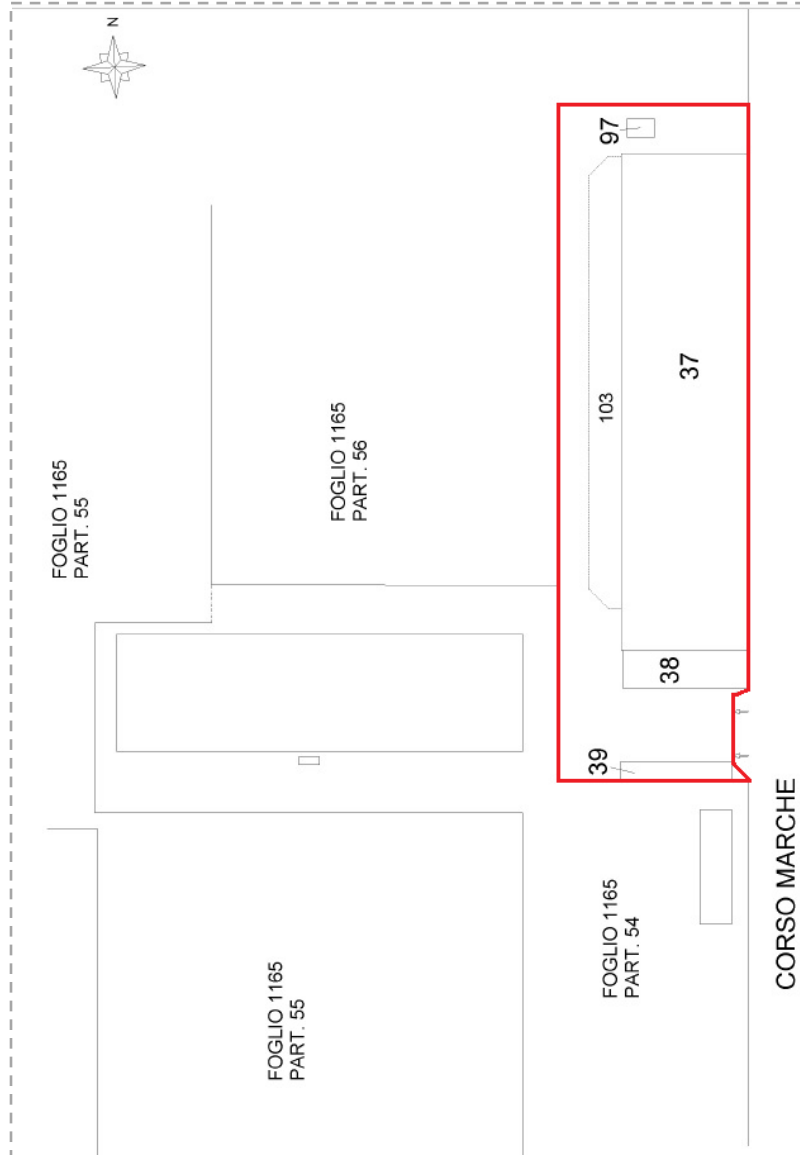 N
97
37
103
FOGLIO 1165
PART. 56
FOGLIO 1165
PART. 55
38
39
CORSO MARCHE
FOGLIO 1165
PART. 54
FOGLIO 1165
PART. 55